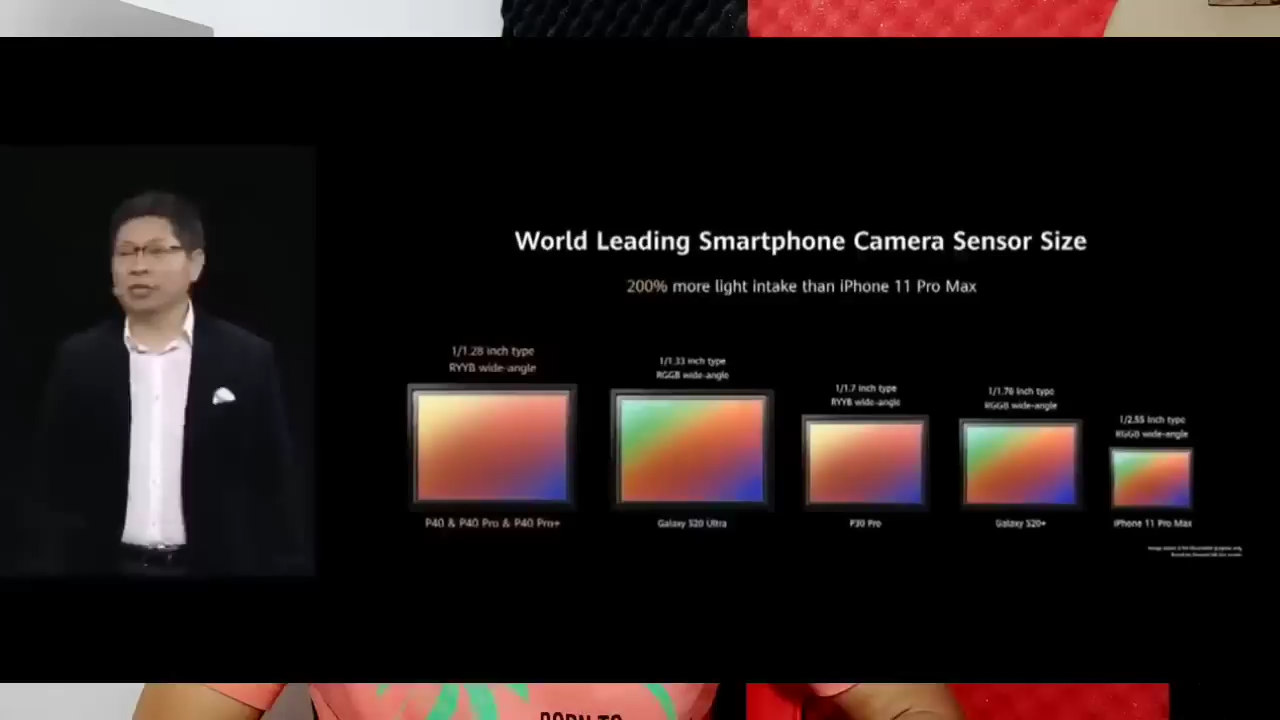 World Leading Smartphone Camera Sensor Size
200% more light intake than iPhone 11 Pro Max
1/1.28 inch type
RYYB wide-angle
1/1.33 inch type
RGGB wide-angle
1/1.7 inch type
RYYB wide-angle
1/1.76 inch type
RGGB wide-angle
1/2.55 inch type
RGGB wide-angle
P40 & P40 Pro & P40 Pro+
Galaxy S20 Ultra
P30 Pro
Galaxy S20+
iPhone 11 Pro Max
BORN TO